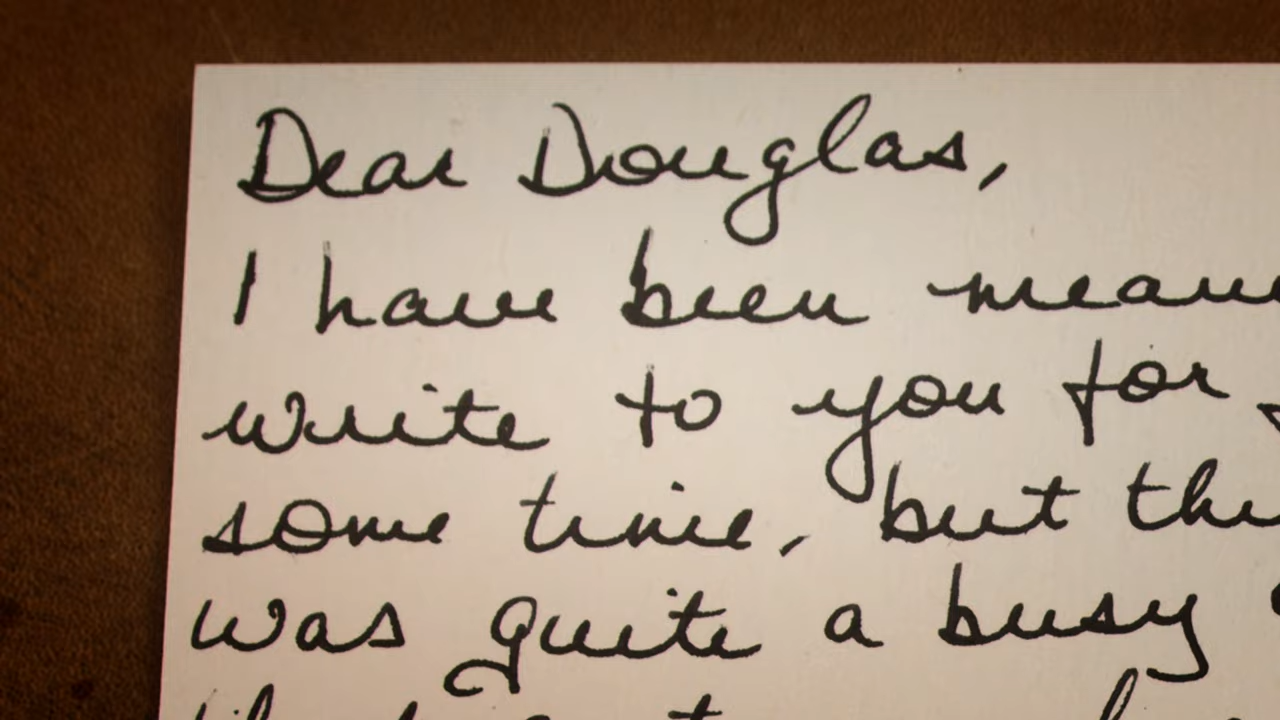 Dear Douglas,
I have been
write to you for
some time, but
was quite a busy